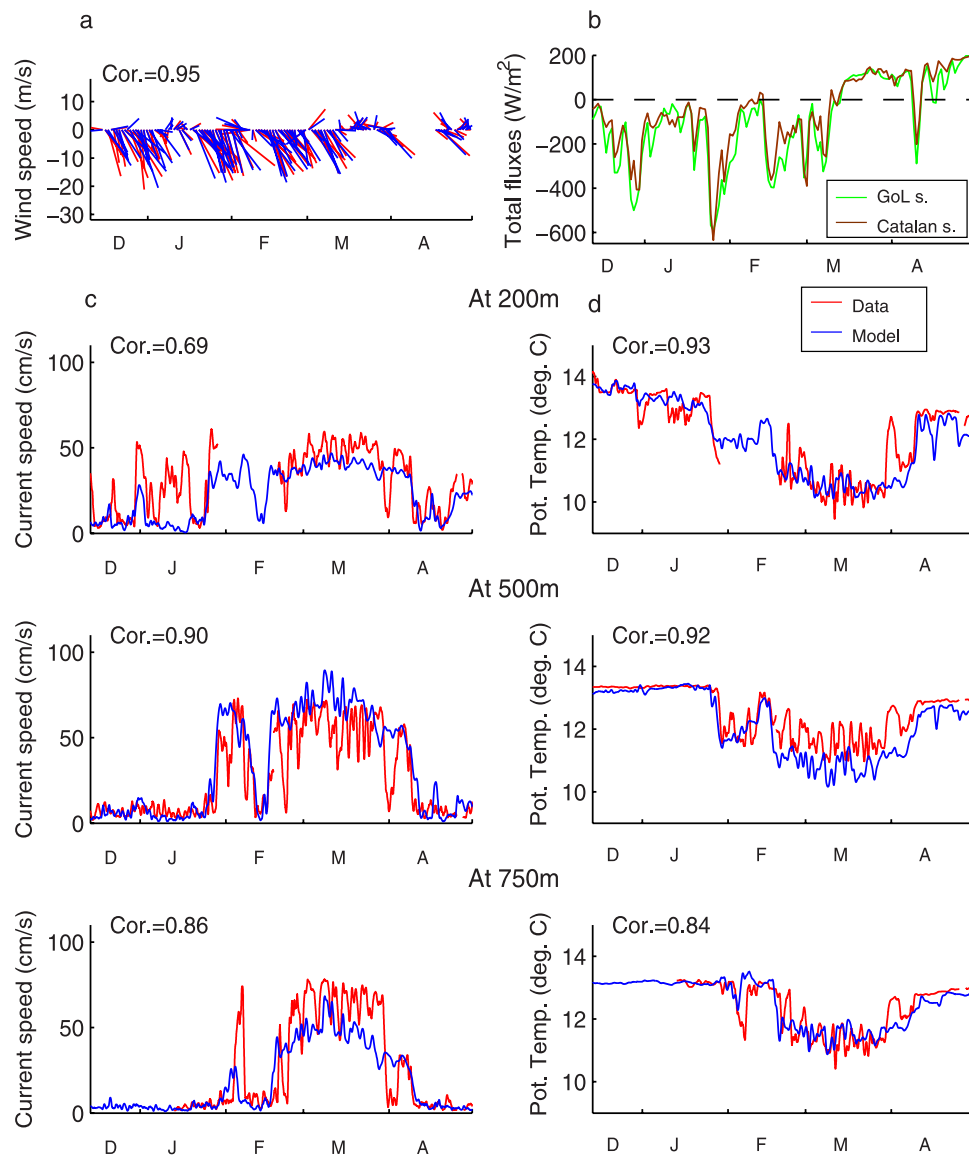 a
b
Cor.=0.95
Wind speed (m/s)
10
0
−10
−20
−30
D J F M A
Total fluxes (W/m²)
200
0
−200
−400
−600
GoL s.
Catalan s.
D J F M A
At 200m
c
d
Data
Model
Cor.=0.69
Current speed (cm/s)
100
50
0
D J F M A
Cor.=0.93
Pot. Temp. (deg. C)
14
12
10
D J F M A
At 500m
Cor.=0.90
Current speed (cm/s)
100
50
0
D J F M A
Cor.=0.92
Pot. Temp. (deg. C)
14
12
10
D J F M A
At 750m
Cor.=0.86
Current speed (cm/s)
100
50
0
D J F M A
Cor.=0.84
Pot. Temp. (deg. C)
14
12
10
D J F M A